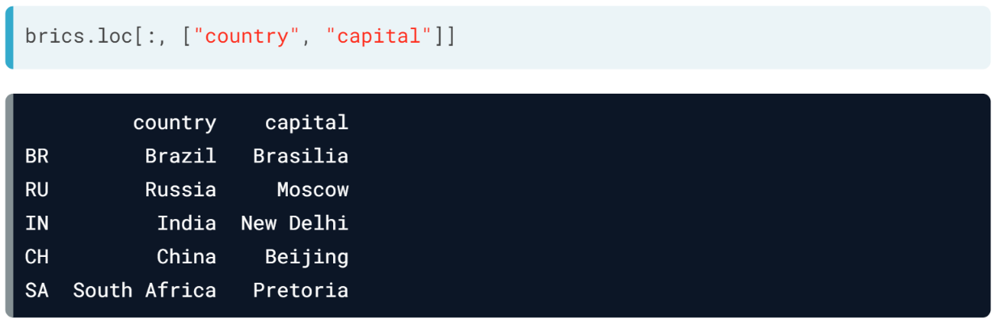 brics.loc[:, ["country", "capital"]]
country capital
BR Brazil Brasilia
RU Russia Moscow
IN India New Delhi
CH China Beijing
SA South Africa Pretoria